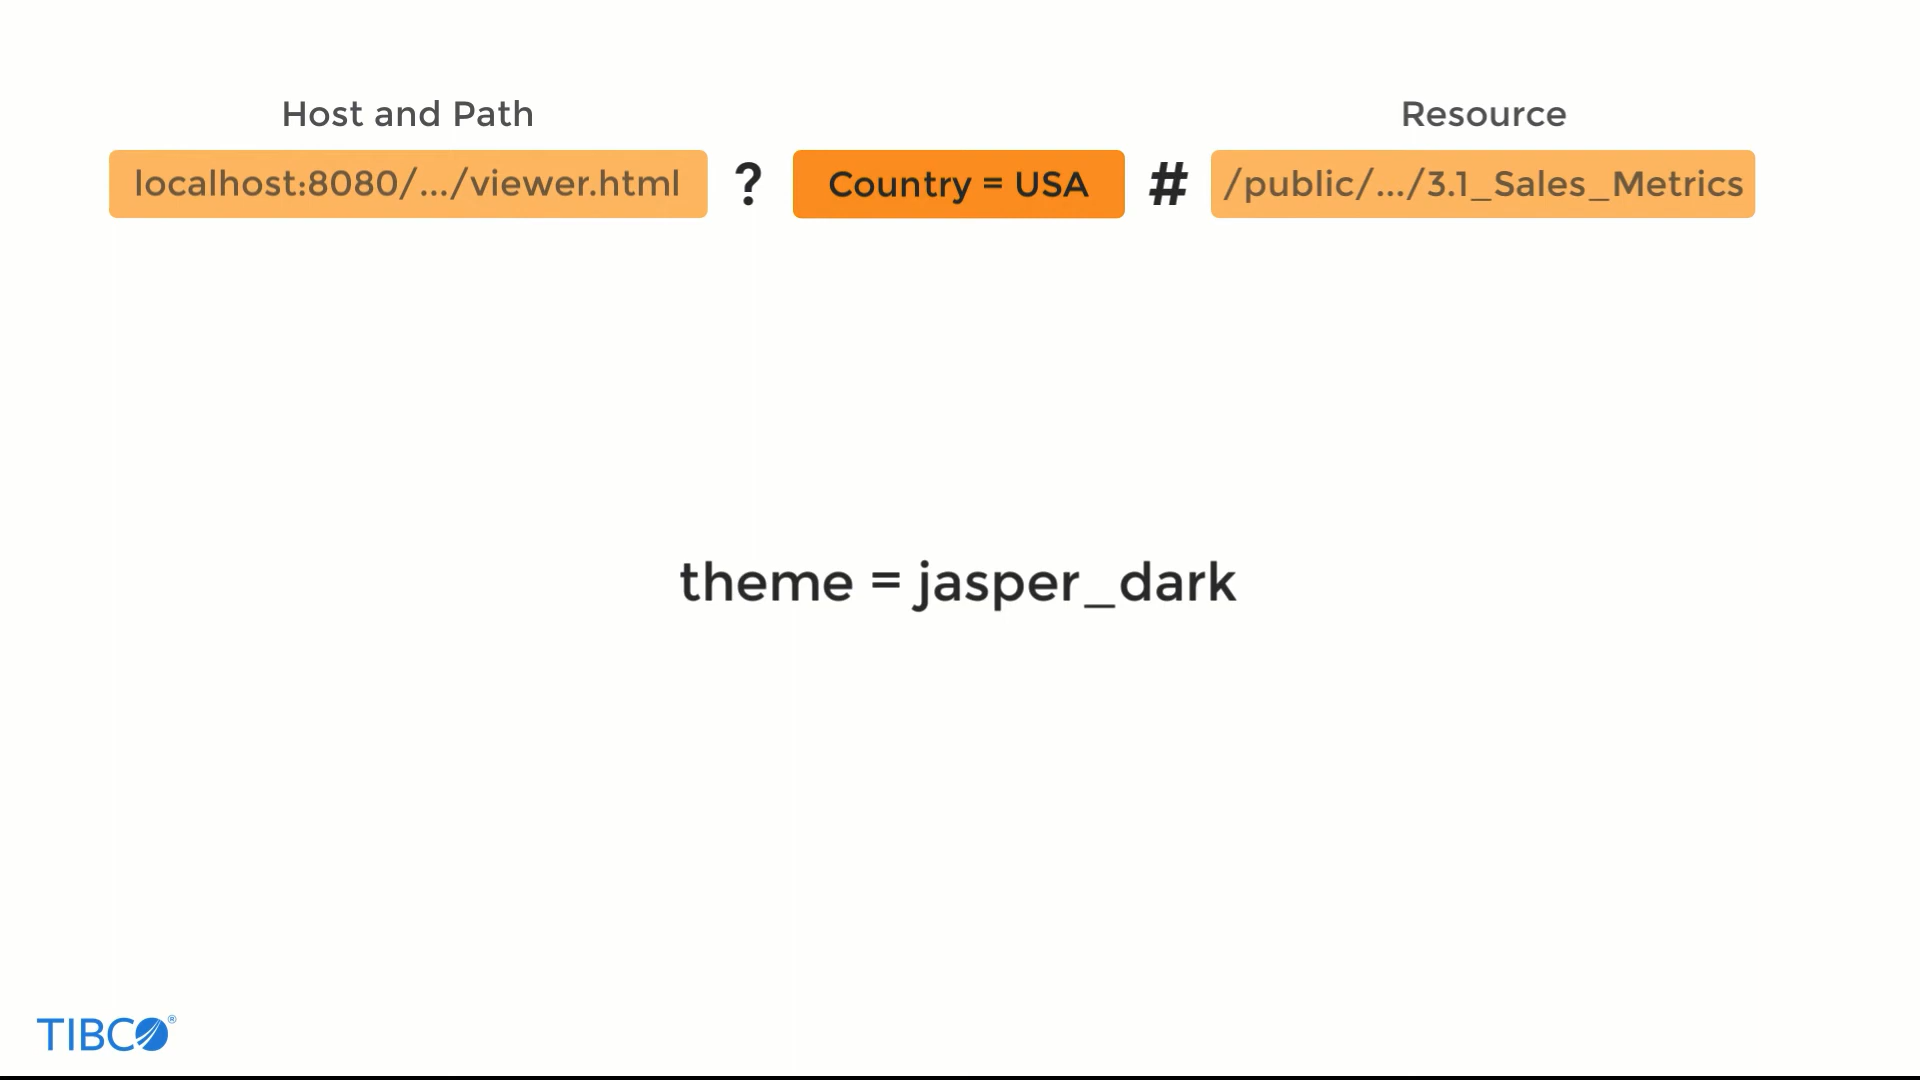 Host and Path
Resource
localhost:8080/.../viewer.html ? Country = USA # /public/.../3.1_Sales_Metrics
theme = jasper_dark
TIBCO®